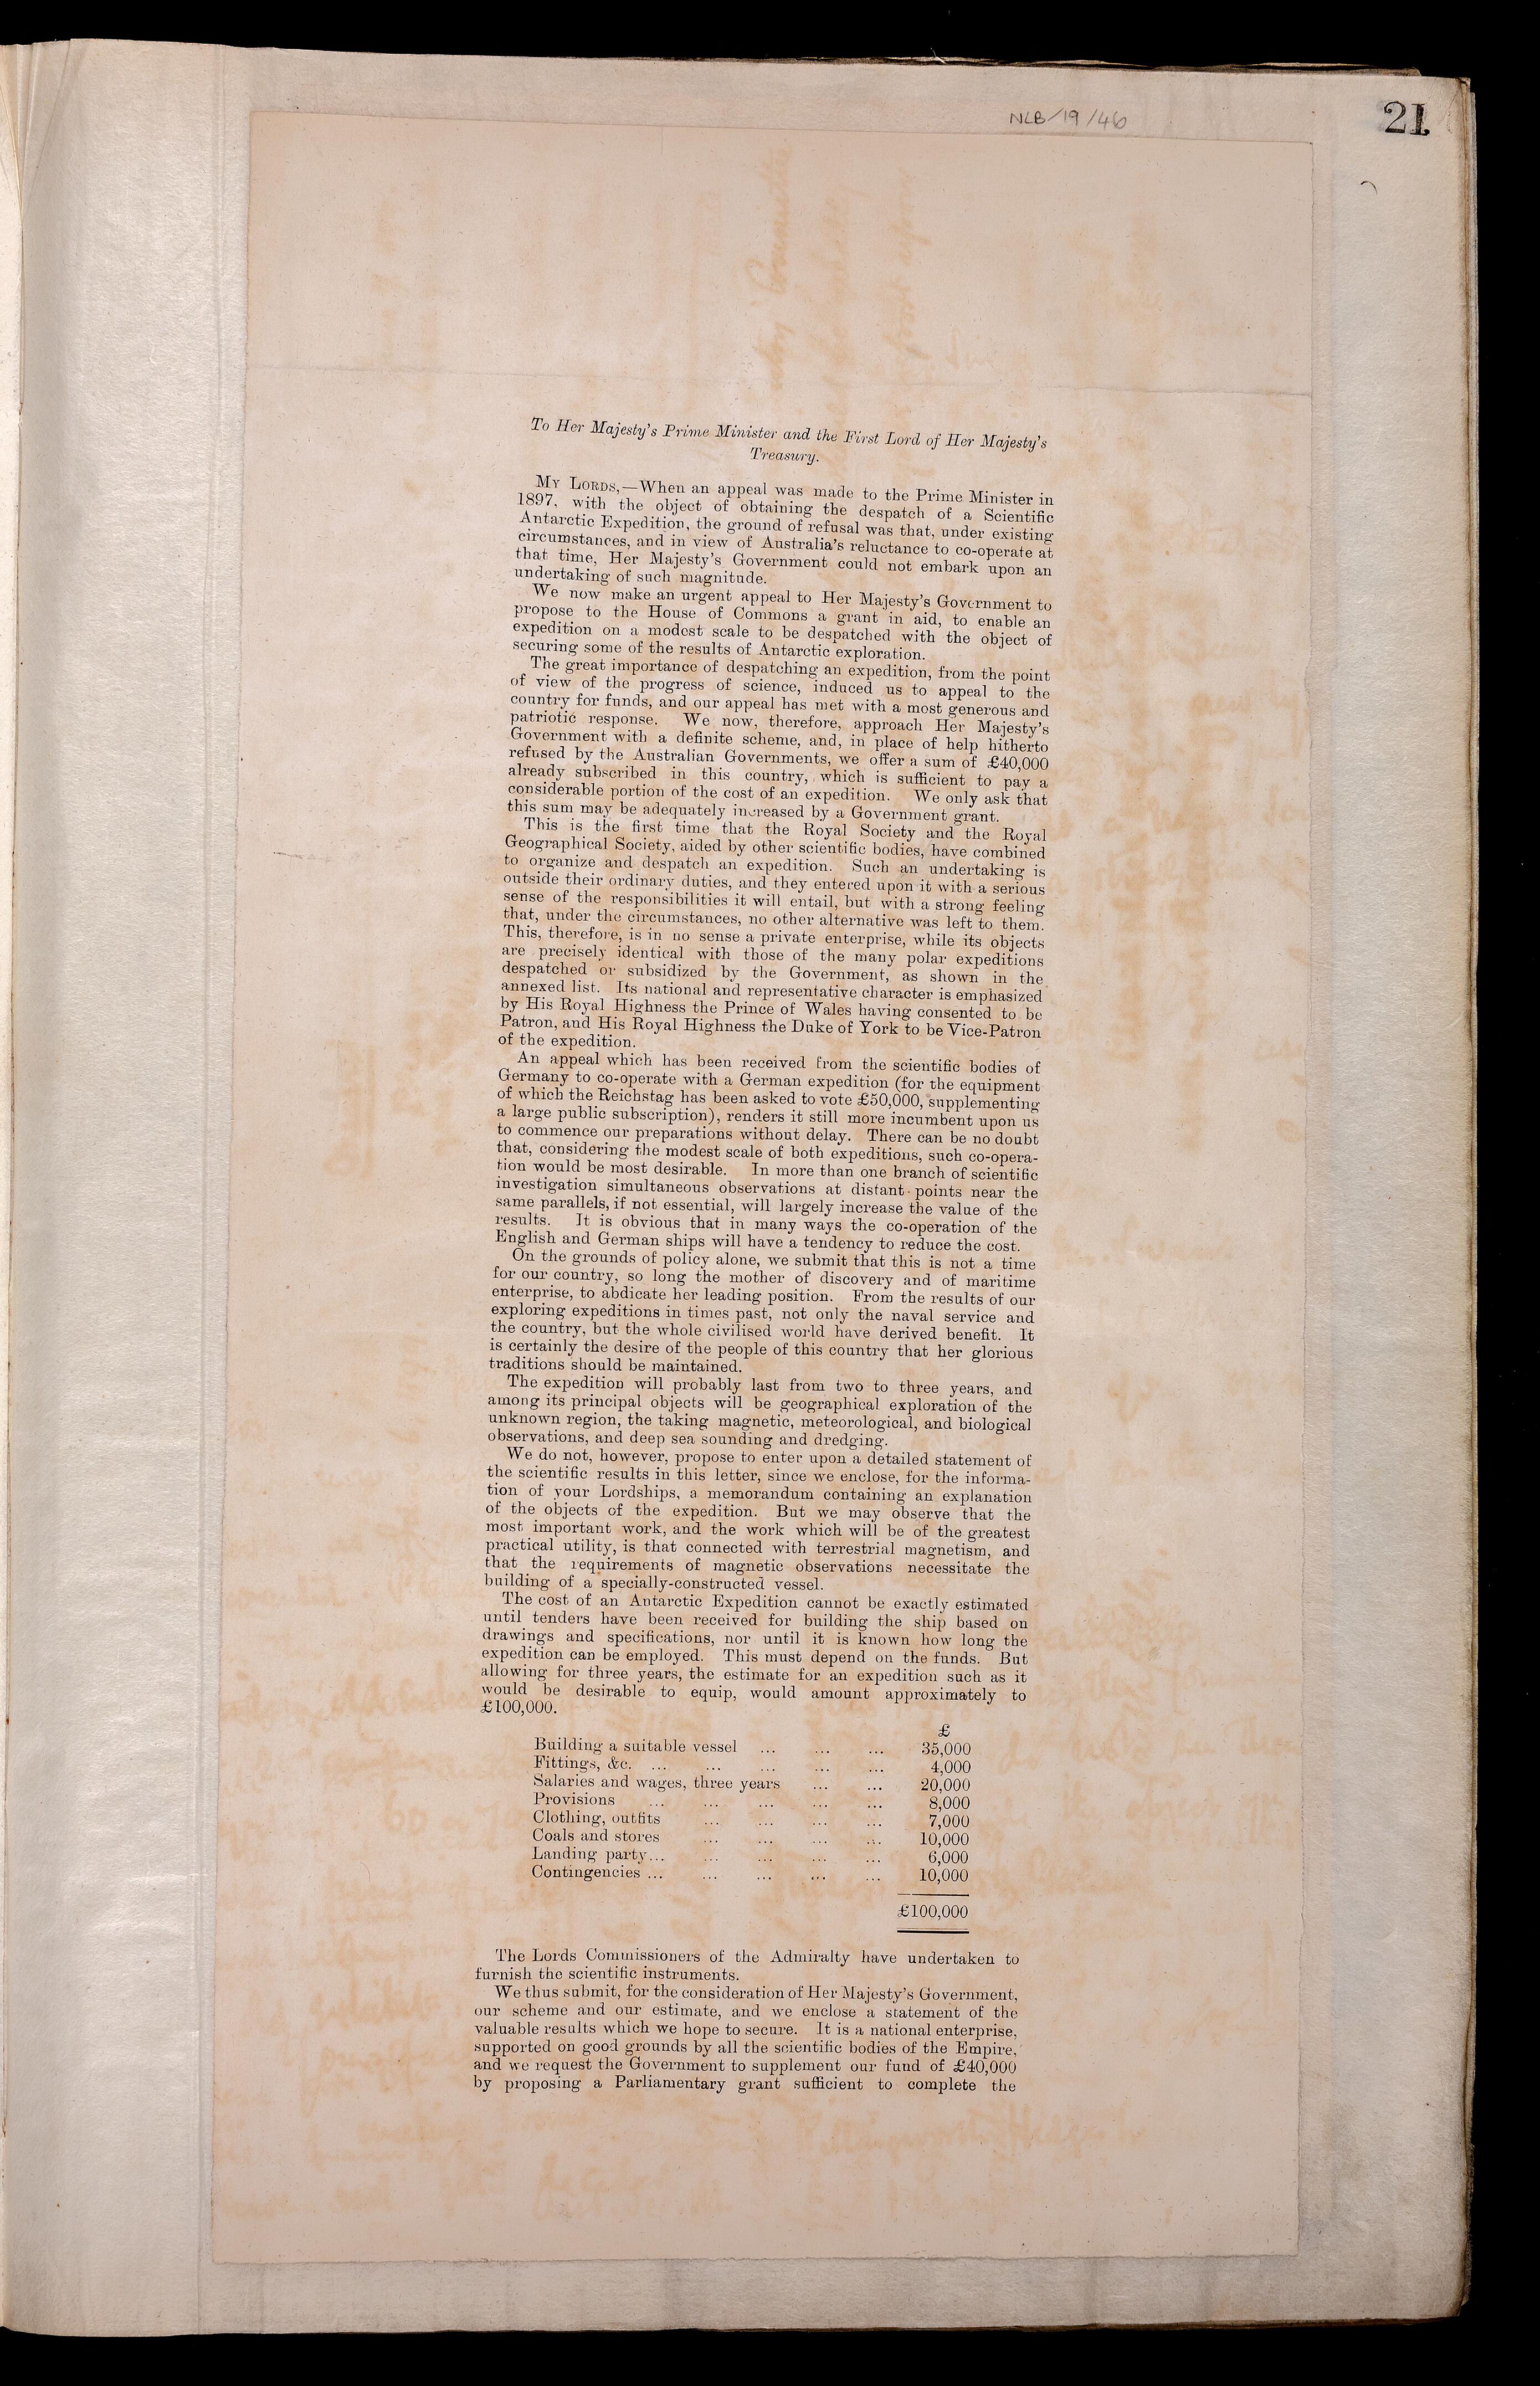 NLB/19/46
21
To Her Majesty's Prime Minister and the First Lord of Her Majesty's
Treasury.
MY LORDS,—When an appeal was made to the Prime Minister in
1897, with the object of obtaining the despatch of a Scientific
Antarctic Expedition, the ground of refusal was that, under existing
circumstances, and in view of Australia's reluctance to co-operate at
that time, Her Majesty's Government could not embark upon an
undertaking of such magnitude.
We now make an urgent appeal to Her Majesty's Government to
propose to the House of Commons a grant in aid, to enable an
expedition on a modest scale to be despatched with the object of
securing some of the results of Antarctic exploration.
The great importance of despatching an expedition, from the point
of view of the progress of science, induced us to appeal to the
country for funds, and our appeal has met with a most generous and
patriotic response. We now, therefore, approach Her Majesty's
Government with a definite scheme, and, in place of help hitherto
refused by the Australian Governments, we offer a sum of £40,000
already subscribed in this country, which is sufficient to pay a
considerable portion of the cost of an expedition. We only ask that
this sum may be adequately increased by a Government grant.
This is the first time that the Royal Society and the Royal
Geographical Society, aided by other scientific bodies, have combined
to organize and despatch an expedition. Such an undertaking is
outside their ordinary duties, and they entered upon it with a serious
sense of the responsibilities it will entail, but with a strong feeling
that, under the circumstances, no other alternative was left to them.
This, therefore, is in no sense a private enterprise, while its objects
are precisely identical with those of the many polar expeditions
despatched or subsidized by the Government, as shown in the
annexed list. Its national and representative character is emphasized
by His Royal Highness the Prince of Wales having consented to be
Patron, and His Royal Highness the Duke of York to be Vice-Patron
of the expedition.
An appeal which has been received from the scientific bodies of
Germany to co-operate with a German expedition (for the equipment
of which the Reichstag has been asked to vote £50,000, supplementing
a large public subscription), renders it still more incumbent upon us
to commence our preparations without delay. There can be no doubt
that, considering the modest scale of both expeditions, such co-opera-
tion would be most desirable. In more than one branch of scientific
investigation simultaneous observations at distant points near the
same parallels, if not essential, will largely increase the value of the
results. It is obvious that in many ways the co-operation of the
English and German ships will have a tendency to reduce the cost.
On the grounds of policy alone, we submit that this is not a time
for our country, so long the mother of discovery and of maritime
enterprise, to abdicate her leading position. From the results of our
exploring expeditions in times past, not only the naval service and
the country, but the whole civilised world have derived benefit. It
is certainly the desire of the people of this country that her glorious
traditions should be maintained.
The expedition will probably last from two to three years, and
among its principal objects will be geographical exploration of the
unknown region, the taking magnetic, meteorological, and biological
observations, and deep sea sounding and dredging.
We do not, however, propose to enter upon a detailed statement of
the scientific results in this letter, since we enclose, for the informa-
tion of your Lordships, a memorandum containing an explanation
of the objects of the expedition. But we may observe that the
most important work, and the work which will be of the greatest
practical utility, is that connected with terrestrial magnetism, and
that the requirements of magnetic observations necessitate the
building of a specially-constructed vessel.
The cost of an Antarctic Expedition cannot be exactly estimated
until tenders have been received for building the ship based on
drawings and specifications, nor until it is known how long the
expedition can be employed. This must depend on the funds. But
allowing for three years, the estimate for an expedition such as it
would be desirable to equip, would amount approximately to
£100,000.
£
Building a suitable vessel ... ... ... 35,000
Fittings, &c. ... ... ... ... ... 4,000
Salaries and wages, three years ... ... 20,000
Provisions ... ... ... ... ... 8,000
Clothing, outfits ... ... ... ... 7,000
Coals and stores ... ... ... ... 10,000
Landing party... ... ... ... ... 6,000
Contingencies ... ... ... ... ... 10,000
£100,000
The Lords Commissioners of the Admiralty have undertaken to
furnish the scientific instruments.
We thus submit, for the consideration of Her Majesty's Government,
our scheme and our estimate, and we enclose a statement of the
valuable results which we hope to secure. It is a national enterprise,
supported on good grounds by all the scientific bodies of the Empire,
and we request the Government to supplement our fund of £40,000
by proposing a Parliamentary grant sufficient to complete the